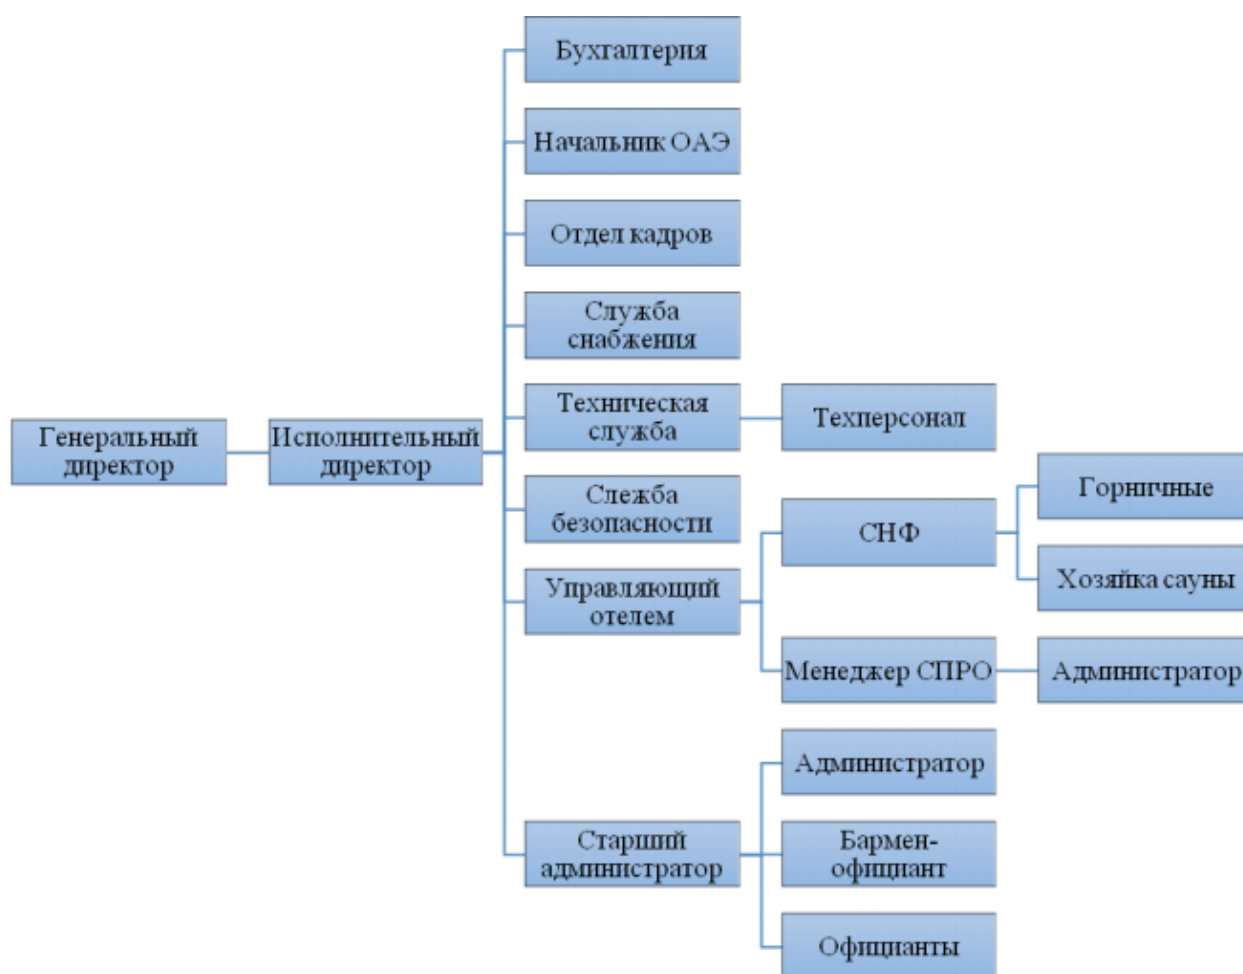 Бухгалтерия
Начальник ОАЭ
Отдел кадров
Служба
снабжения
Техническая
служба
Техперсонал
Генеральный
директор
Исполнительный
директор
Слежба
безопасности
СНФ
Горничные
Хозяйка сауны
Управляющий
отелем
Менеджер СПРО
Администратор
Старший
администратор
Администратор
Бармен-
официант
Официанты